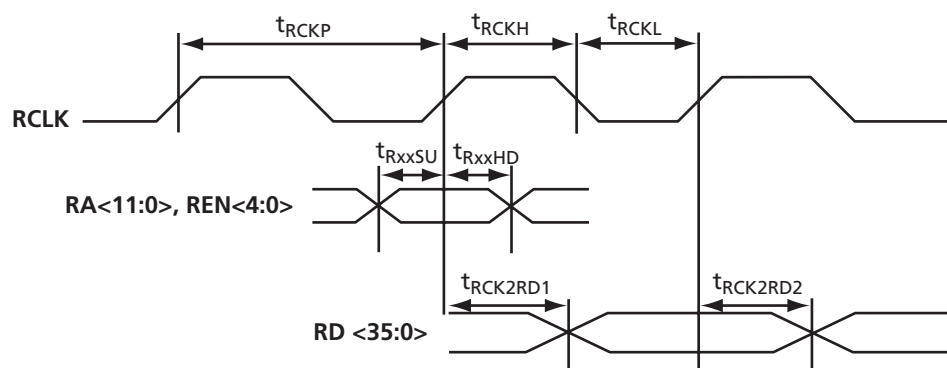 tRCKP tRCKH tRCKL
RCLK
tRxxSU tRxxHD
RA<11:0>, REN<4:0>
tRCK2RD1 tRCK2RD2
RD <35:0>